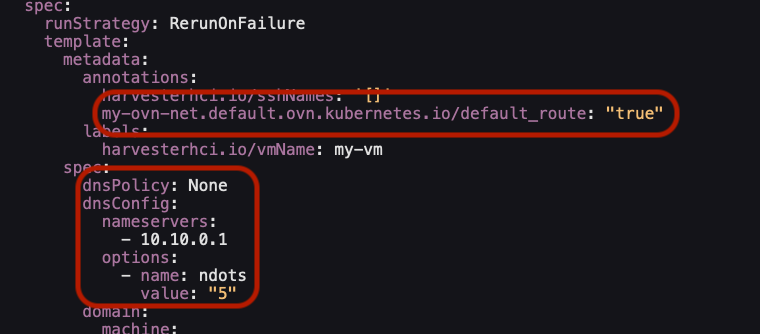 spec:
runStrategy: RerunOnFailure
template:
metadata:
annotations:
harvesterhci.io/sshNames: '[]'
my-ovn-net.default.ovn.kubernetes.io/default_route: "true"
labels:
harvesterhci.io/vmName: my-vm
spec:
dnsPolicy: None
dnsConfig:
nameservers:
- 10.10.0.1
options:
- name: ndots
value: "5"
domain:
machine: